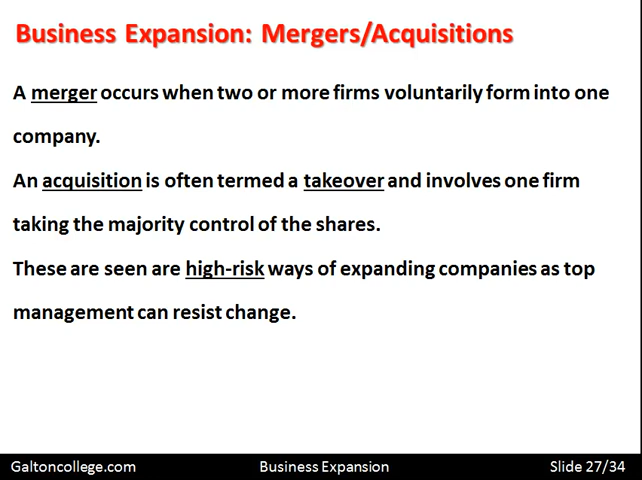 Business Expansion: Mergers/Acquisitions
A merger occurs when two or more firms voluntarily form into one
company.
An acquisition is often termed a takeover and involves one firm
taking the majority control of the shares.
These are seen are high-risk ways of expanding companies as top
management can resist change.
Galtoncollege.com Business Expansion Slide 27/34